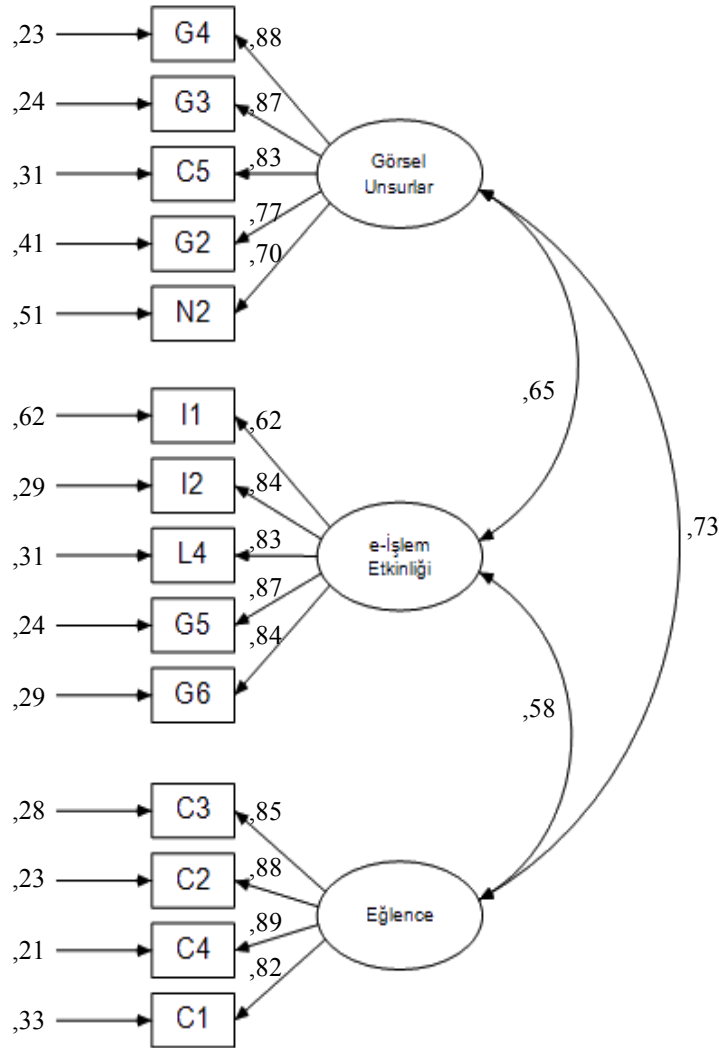 ,23 G4 ,88
,24 G3 ,87
,31 C5 ,83
,41 G2 ,77
,51 N2 ,70
Görsel
Unsurlar
,65
,73
,62 I1 ,62
,29 I2 ,84
,31 L4 ,83
,24 G5 ,87
,29 G6 ,84
e-İşlem
Etkinliği
,58
,28 C3 ,85
,23 C2 ,88
,21 C4 ,89
,33 C1 ,82
Eğlence